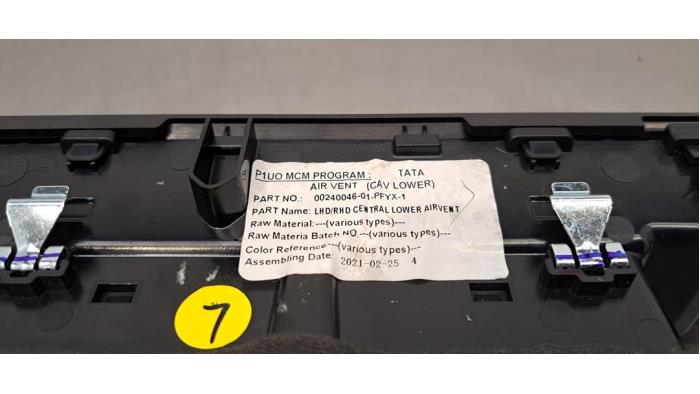 P1UO MCM PROGRAM: TATA
AIR VENT (CAV LOWER)
PART NO.: 00240046-01.PFYX-1
PART NAME: LHD/RHD CENTRAL LOWER AIRVENT
Raw Material:---(various types)---
Raw Materia Batch NO.--(various types)---
Color Reference---(various types)---
Assembling Date: 2021-02-25 4
7